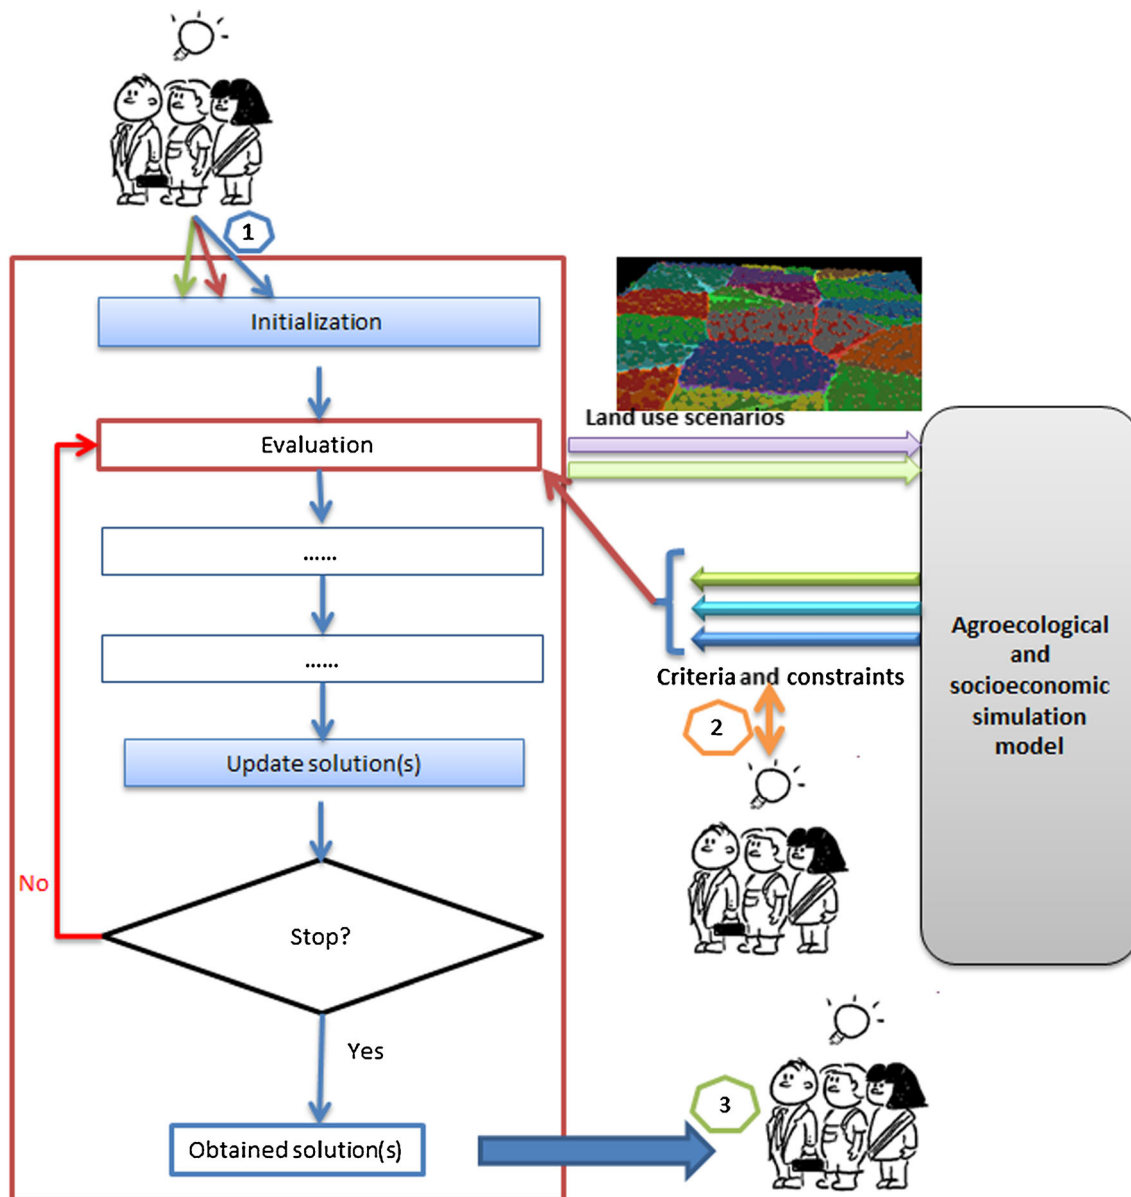 1
Initialization
Land use scenarios
Evaluation
......
......
Criteria and constraints
2
Agroecological
and
socioeconomic
simulation
model
Update solution(s)
No
Stop?
Yes
3
Obtained solution(s)